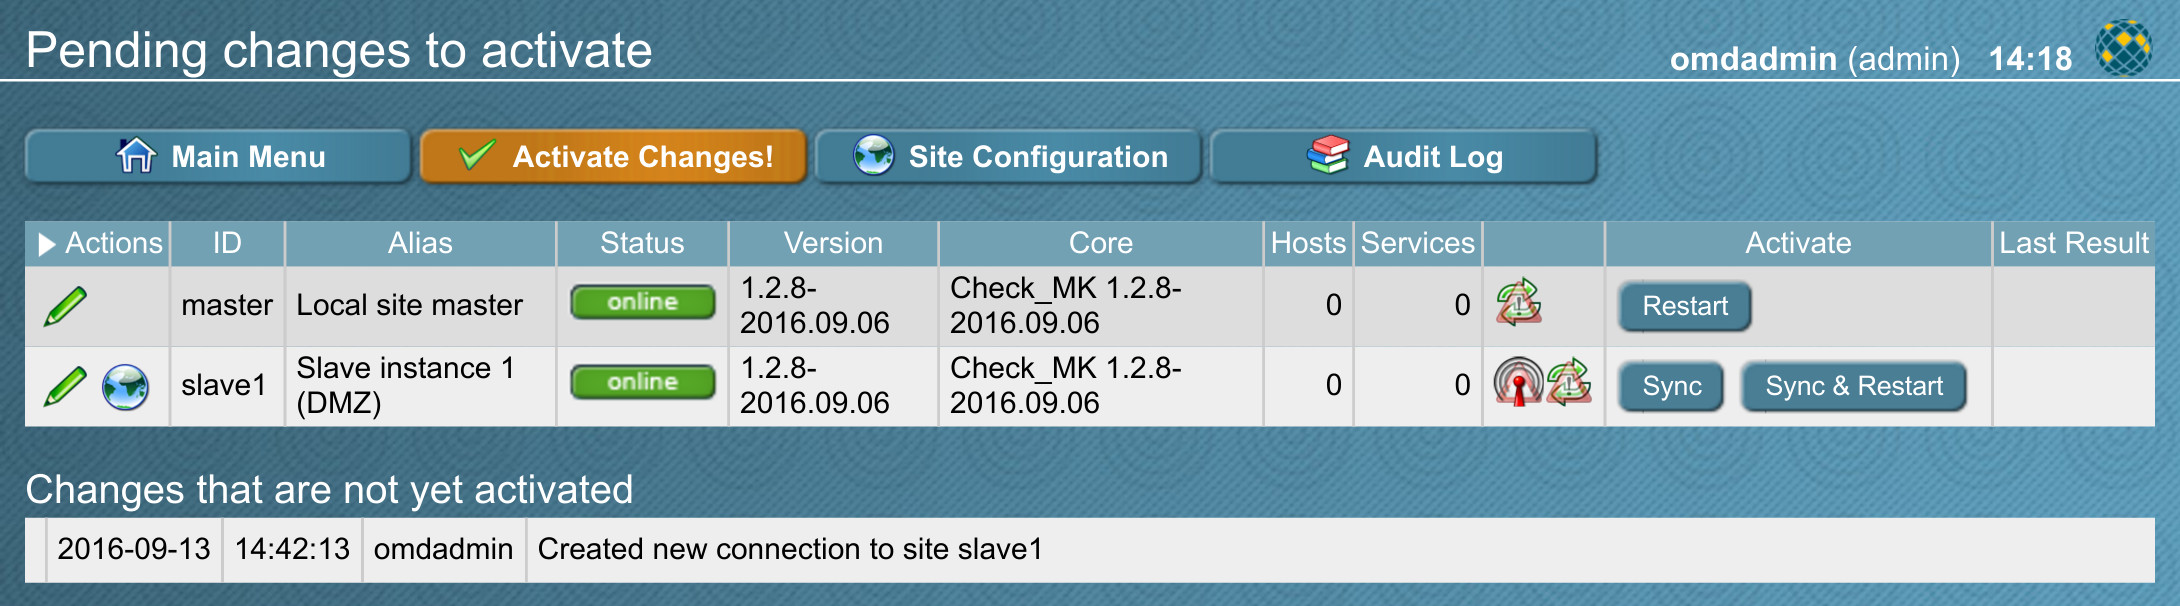 Pending changes to activate
omdadmin (admin) 14:18
Main Menu Activate Changes! Site Configuration Audit Log
Actions ID Alias Status Version Core Hosts Services Activate Last Result
master Local site master online 1.2.8-2016.09.06 Check_MK 1.2.8-2016.09.06 0 0 Restart
slave1 Slave instance 1 (DMZ) online 1.2.8-2016.09.06 Check_MK 1.2.8-2016.09.06 0 0 Sync Sync & Restart
Changes that are not yet activated
2016-09-13 14:42:13 omdadmin Created new connection to site slave1